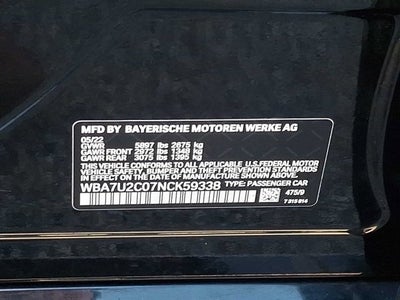 MFD BY BAYERISCHE MOTOREN WERKE AG
05/22
GVWR 5897 lbs 2675 kg
GAWR FRONT 2972 lbs 1348 kg
GAWR REAR 3075 lbs 1395 kg
THIS VEHICLE CONFORMS TO ALL APPLICABLE U.S. FEDERAL MOTOR
VEHICLE SAFETY, BUMPER, AND THEFT PREVENTION STANDARDS
IN EFFECT ON THE DATE OF MANUFACTURE SHOWN ABOVE.
WBA7U2C07NCK59338 TYPE: PASSENGER CAR
475/9
7 315 814